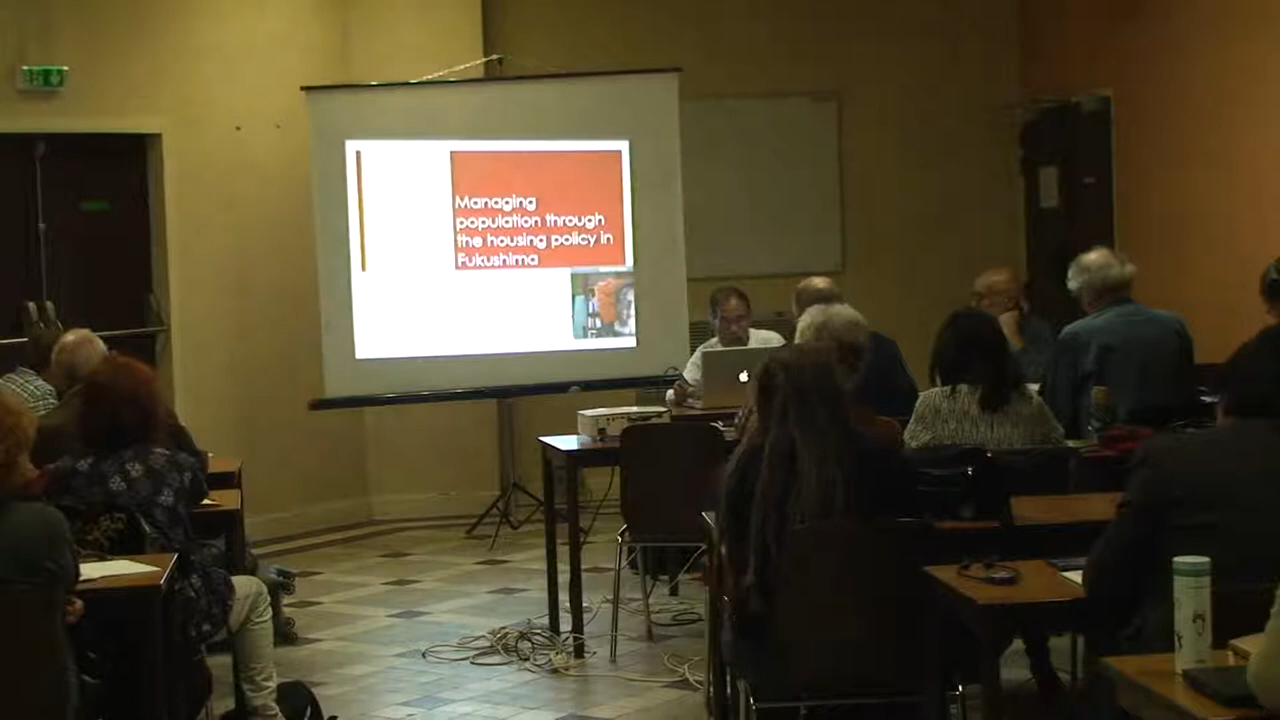 Managing
population through
the housing policy in
Fukushima